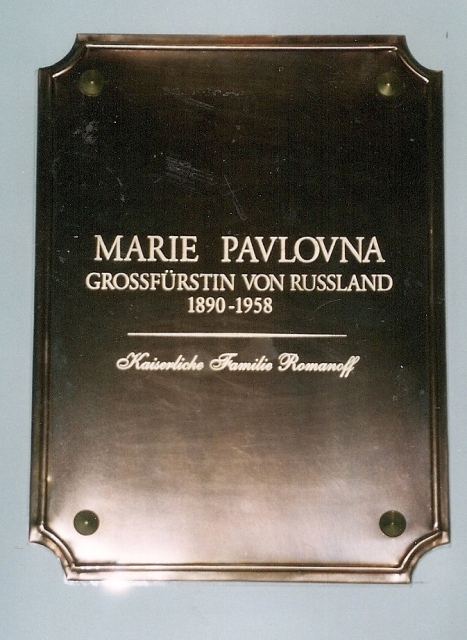 MARIE PAVLOVNA
GROSSFÜRSTIN VON RUSSLAND
1890-1958
Kaiserliche Familie Romanoff